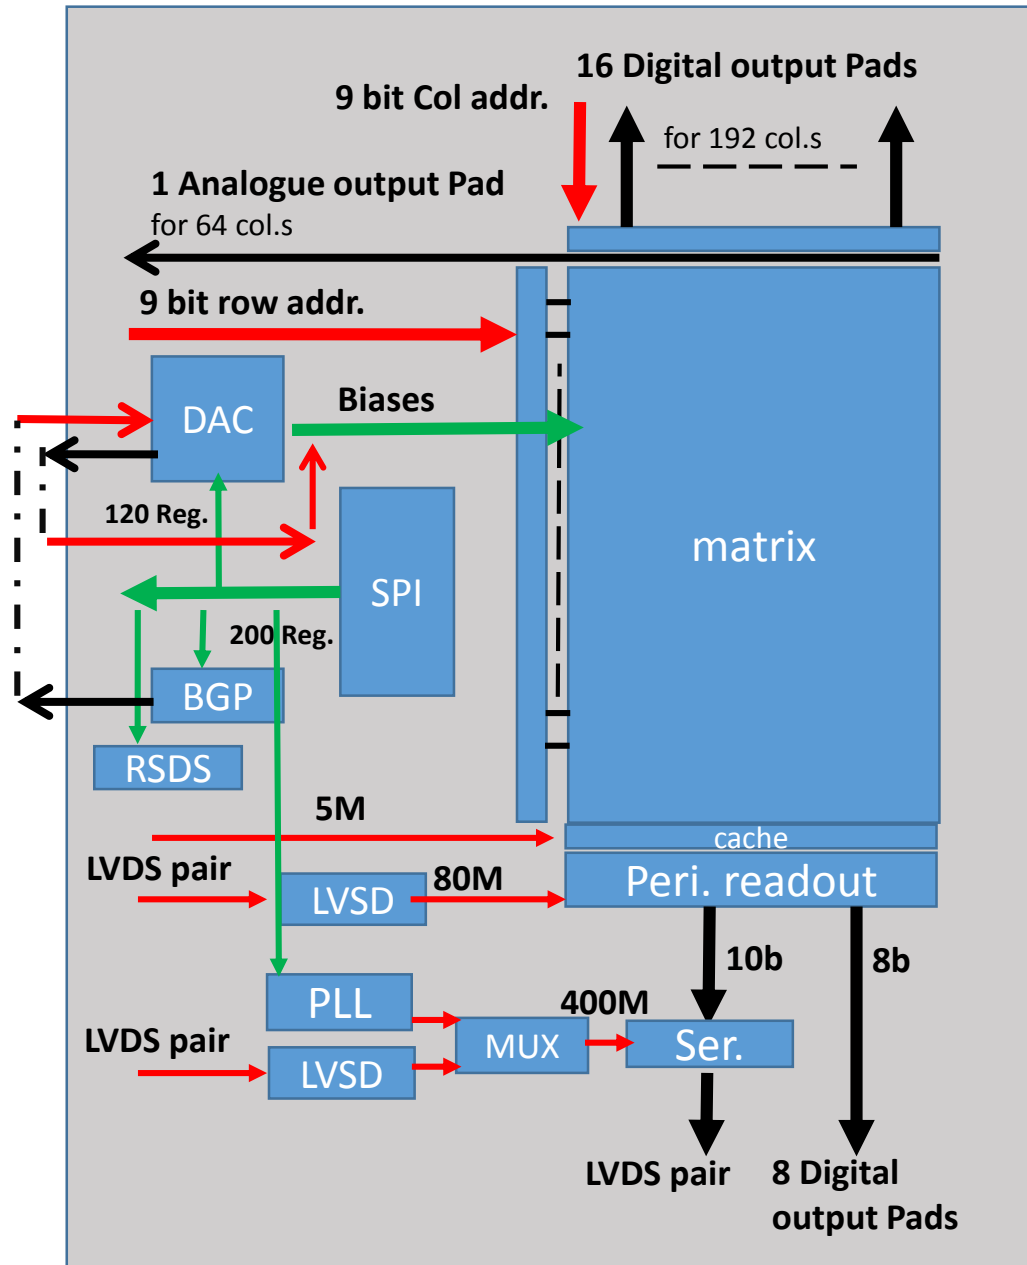 16 Digital output Pads
9 bit Col addr.
for 192 col.s
1 Analogue output Pad
for 64 col.s
9 bit row addr.
DAC
Biases
120 Reg.
matrix
SPI
200 Reg.
BGP
RSDS
5M
cache
LVDS pair
LVSD
80M
Peri. readout
10b
8b
PLL
400M
LVDS pair
MUX
Ser.
LVSD
LVDS pair
8 Digital
output Pads